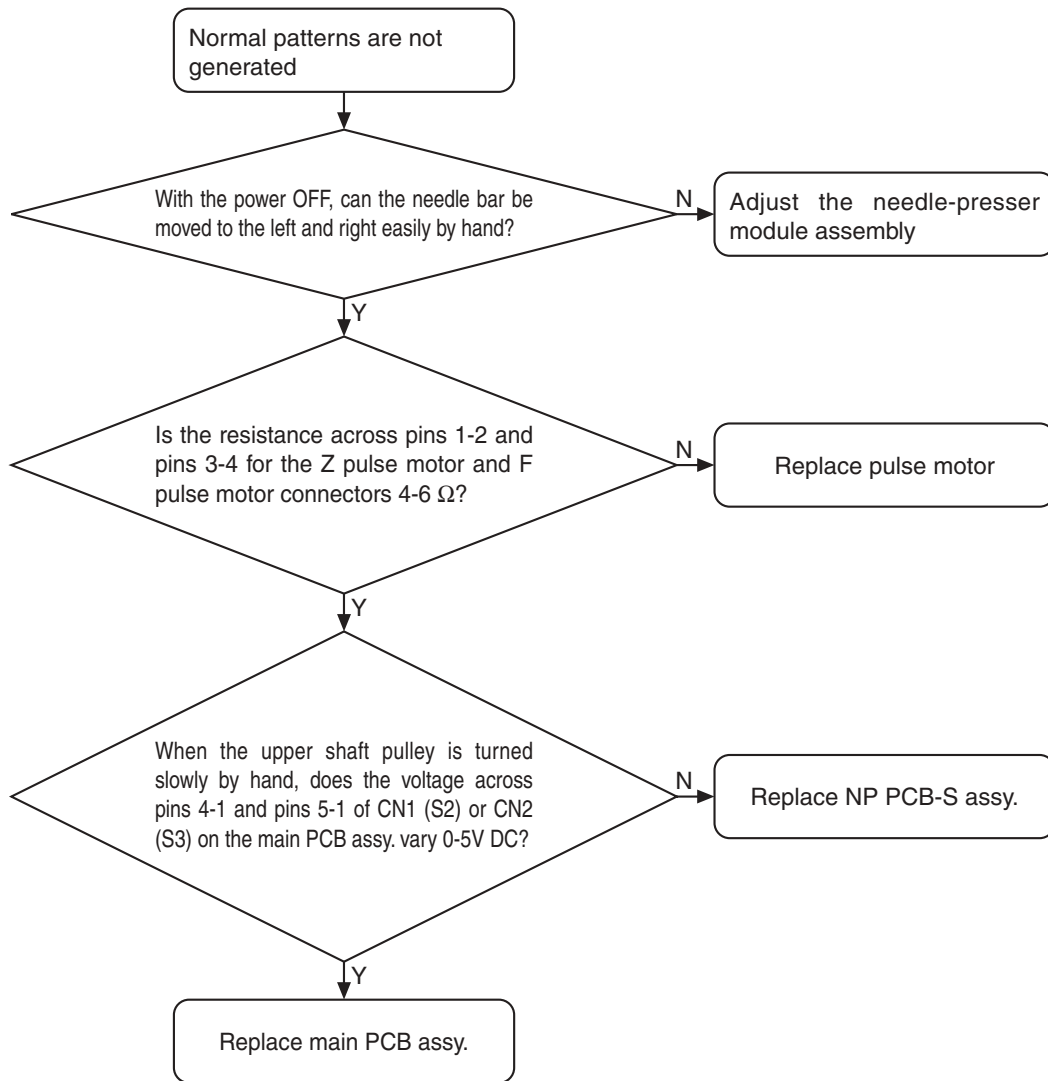 Normal patterns are not
generated
With the power OFF, can the needle bar be
moved to the left and right easily by hand?
N
Adjust the needle-presser
module assembly
Y
Is the resistance across pins 1-2 and
pins 3-4 for the Z pulse motor and F
pulse motor connectors 4-6 Ω?
N
Replace pulse motor
Y
When the upper shaft pulley is turned
slowly by hand, does the voltage across
pins 4-1 and pins 5-1 of CN1 (S2) or CN2
(S3) on the main PCB assy. vary 0-5V DC?
N
Replace NP PCB-S assy.
Y
Replace main PCB assy.